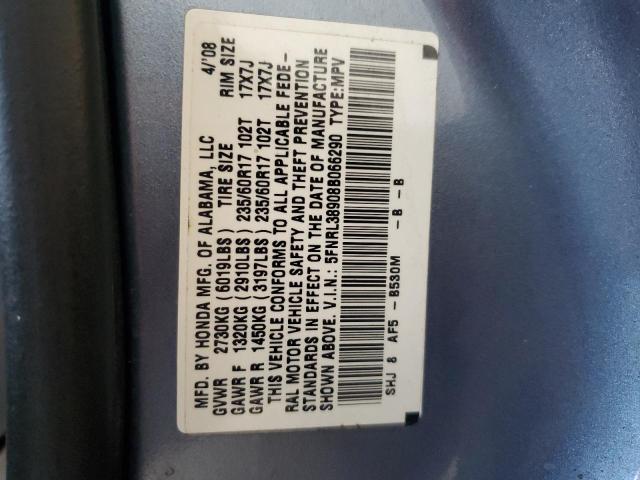 MFD. BY HONDA MFG. OF ALABAMA, LLC 4/'08
GVWR 2730KG(6019LBS) TIRE SIZE RIM SIZE
GAWR F 1320KG(2910LBS)235/60R17 102T 17X7J
GAWR R 1450KG(3197LBS)235/60R17 102T 17X7J
THIS VEHICLE CONFORMS TO ALL APPLICABLE FEDE-
RAL MOTOR VEHICLE SAFETY AND THEFT PREVENTION
STANDARDS IN EFFECT ON THE DATE OF MANUFACTURE
SHOWN ABOVE. V.I.N.: 5FNRL38908B066290 TYPE:MPV
SHJ 8 AF5 - B530M - B - B